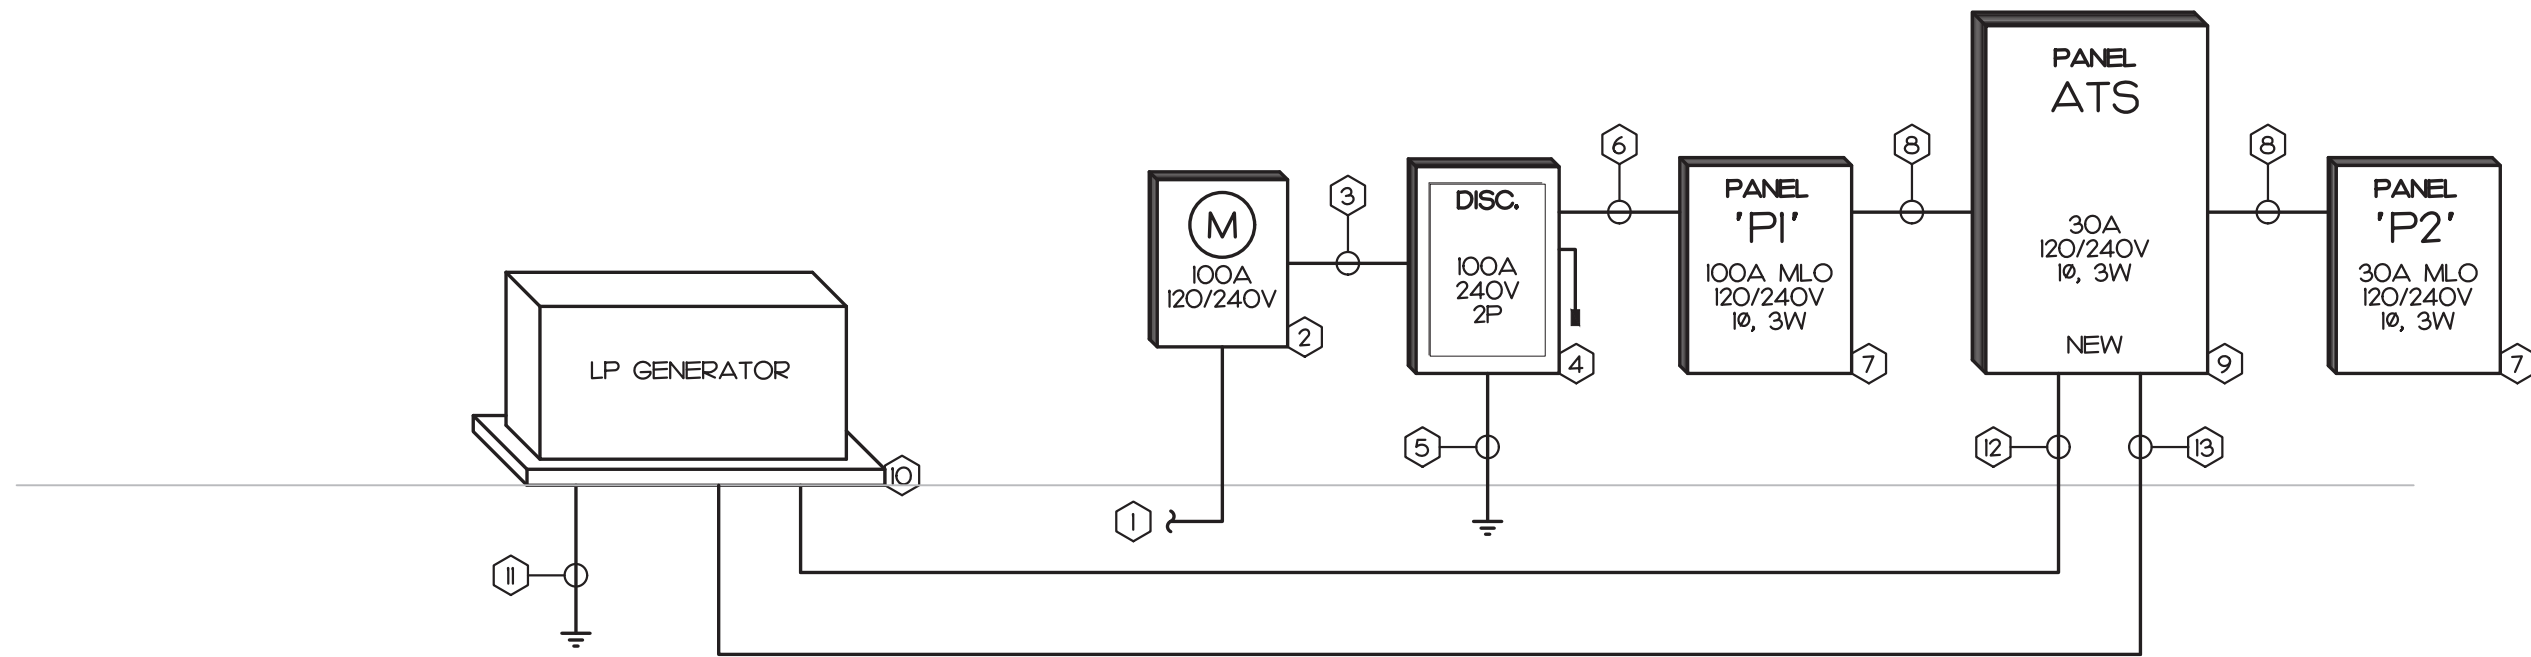 LP GENERATOR
10
11
1
M
100A
120/240V
2
3
DISC.
100A
240V
2P
4
5
6
PANEL
'P1'
100A MLO
120/240V
1Ø, 3W
7
8
PANEL
ATS
30A
120/240V
1Ø, 3W
NEW
9
12
13
8
PANEL
'P2'
30A MLO
120/240V
1Ø, 3W
7